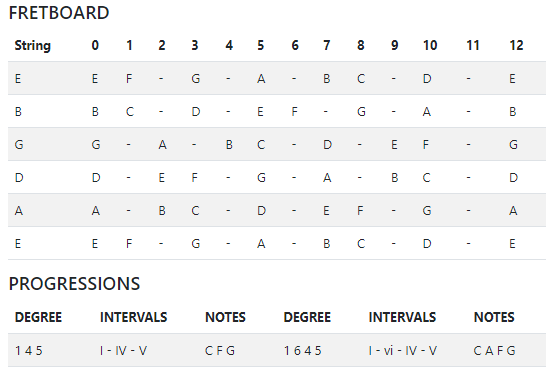 FRETBOARD
String 0 1 2 3 4 5 6 7 8 9 10 11 12
E E F - G - A - B C - D - E
B B C - D - E F - G - A - B
G G - A - B C - D - E F - G
D D - E F - G - A - B C - D
A A - B C - D - E F - G - A
E E F - G - A - B C - D - E
PROGRESSIONS
DEGREE INTERVALS NOTES DEGREE INTERVALS NOTES
1 4 5 I - IV - V C F G 1 6 4 5 I - vi - IV - V C A F G